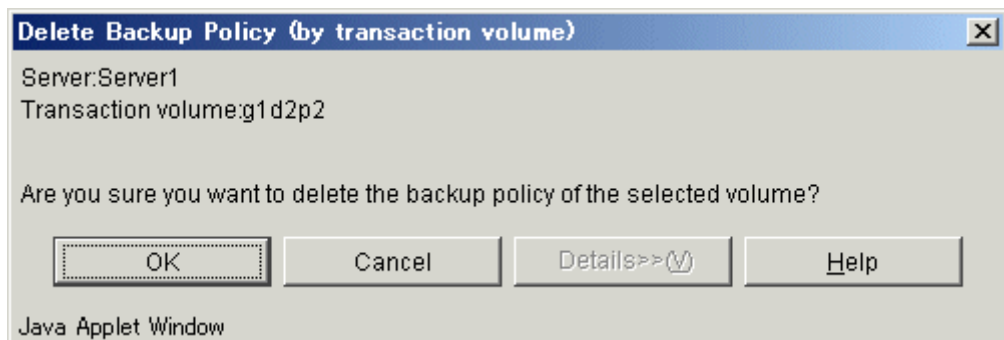 Delete Backup Policy (by transaction volume)
Server:Server1
Transaction volume:g1d2p2
Are you sure you want to delete the backup policy of the selected volume?
OK Cancel Details>>(V) Help
Java Applet Window